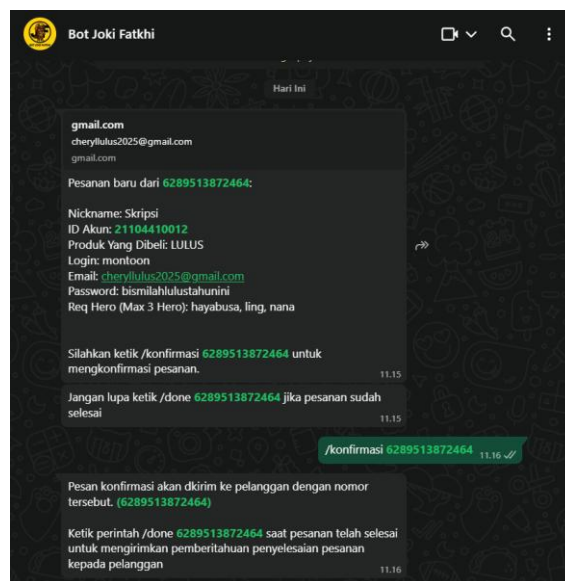 Bot Joki Fatkhi
Hari Ini
gmail.com
cheryllulus2025@gmail.com
gmail.com
Pesanan baru dari 6289513872464:
Nickname: Skripsi
ID Akun: 21104410012
Produk Yang Dibeli: LULUS
Login: montoon
Email: cheryllulus2025@gmail.com
Password: bismilahlulustahunini
Req Hero (Max 3 Hero): hayabusa, ling, nana
Silahkan ketik /konfirmasi 6289513872464 untuk
mengkonfirmasi pesanan.
11.15
Jangan lupa ketik /done 6289513872464 jika pesanan sudah
selesai
11.15
/konfirmasi 6289513872464 11.16
Pesan konfirmasi akan dkirim ke pelanggan dengan nomor
tersebut. (6289513872464)
Ketik perintah /done 6289513872464 saat pesanan telah selesai
untuk mengirimkan pemberitahuan penyelesaian pesanan
kepada pelanggan
11.16